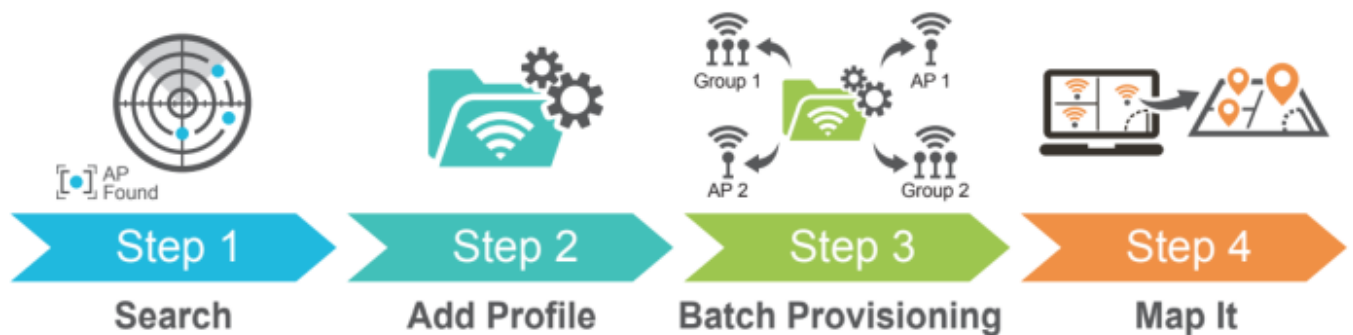 AP
Found
Group 1
AP 1
AP 2
Group 2
Step 1
Step 2
Step 3
Step 4
Search
Add Profile
Batch Provisioning
Map It